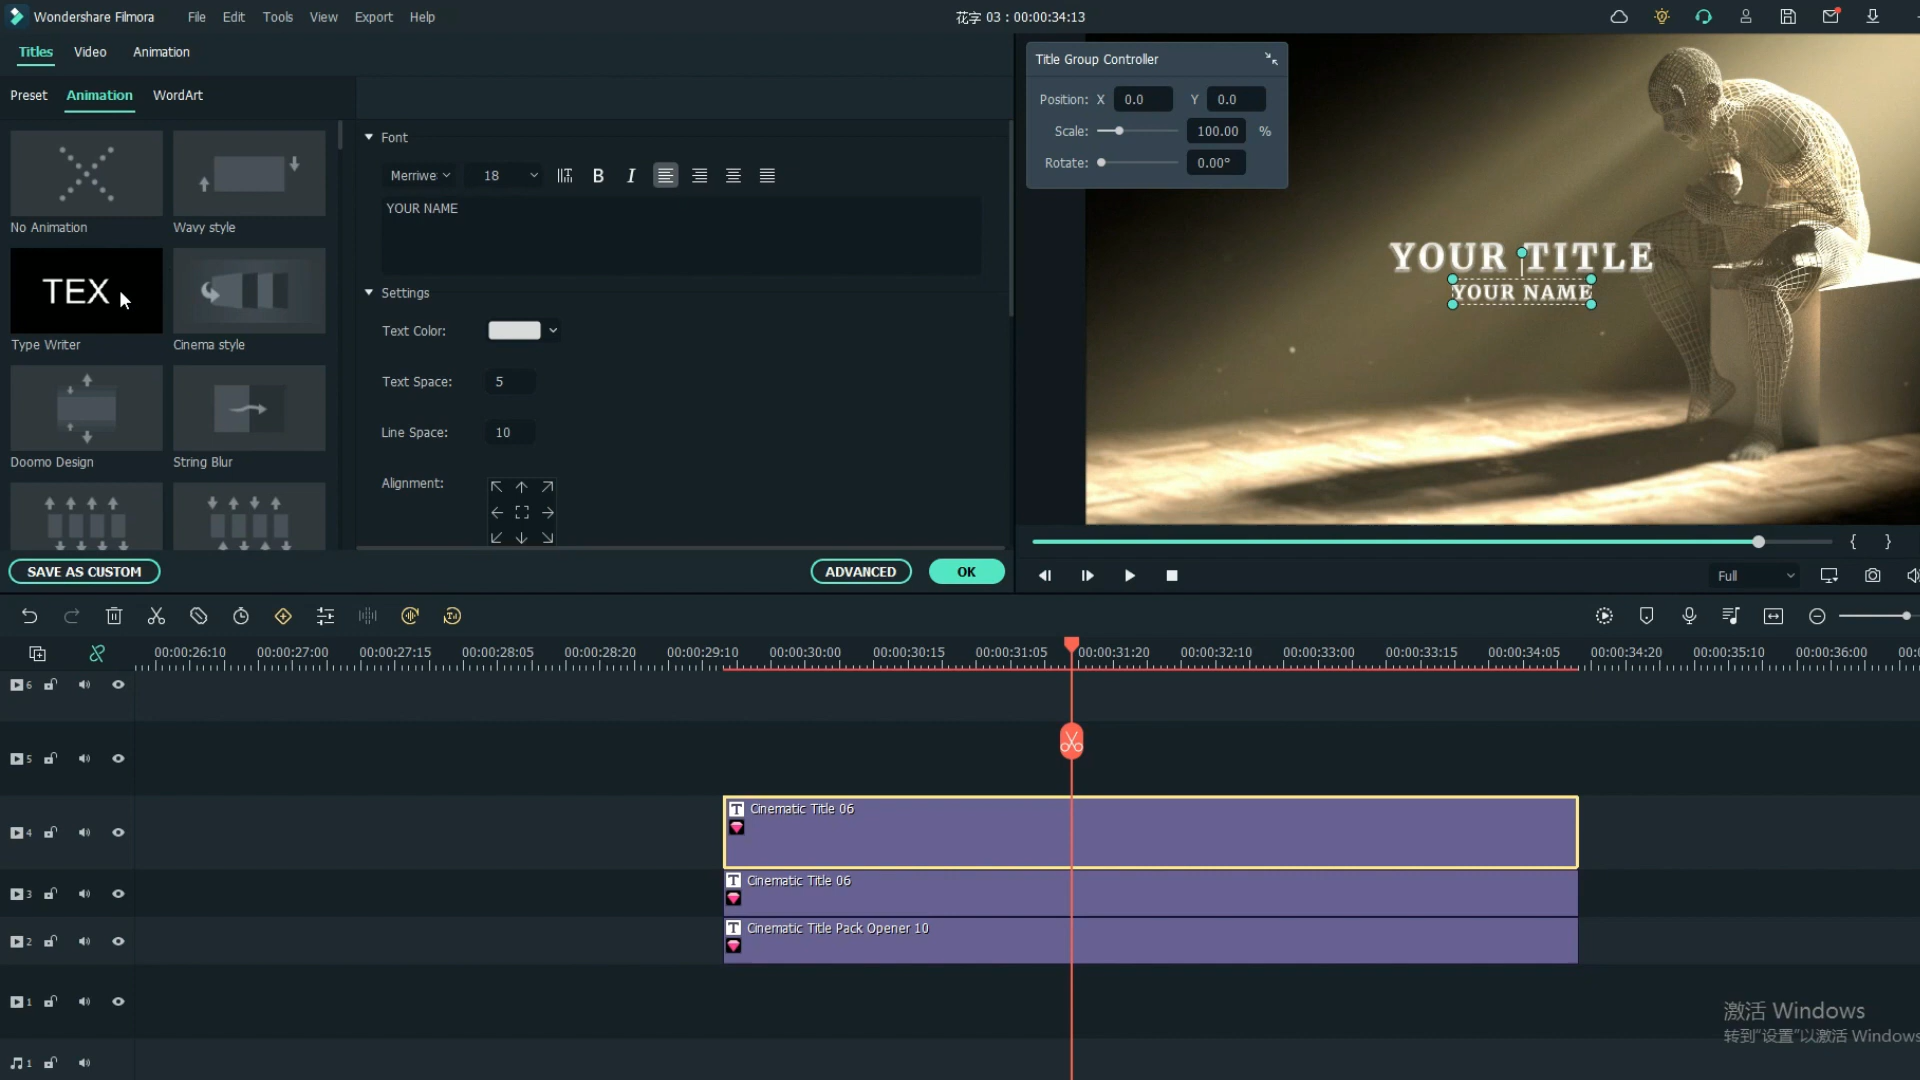 Wondershare Filmora File Edit Tools View Export Help 花字 03 : 00:00:34:13
Titles Video Animation
Preset Animation WordArt
No Animation Wavy style
TEX
Type Writer Cinema style
Doomo Design String Blur
SAVE AS CUSTOM
Font
Merriwe 18 B I
YOUR NAME
Settings
Text Color:
Text Space: 5
Line Space: 10
Alignment:
ADVANCED OK
Title Group Controller
Position: X 0.0 Y 0.0
Scale: 100.00 %
Rotate: 0.00°
YOUR TITLE
YOUR NAME
{ }
Full
00:00:26:10 00:00:27:00 00:00:27:15 00:00:28:05 00:00:28:20 00:00:29:10 00:00:30:00 00:00:30:15 00:00:31:05 00:00:31:20 00:00:32:10 00:00:33:00 00:00:33:15 00:00:34:05 00:00:34:20 00:00:35:10 00:00:36:00 00:
6
5
4 T Cinematic Title 06
3 T Cinematic Title 06
2 T Cinematic Title Pack Opener 10
1
1
激活 Windows
转到"设置"以激活 Windows